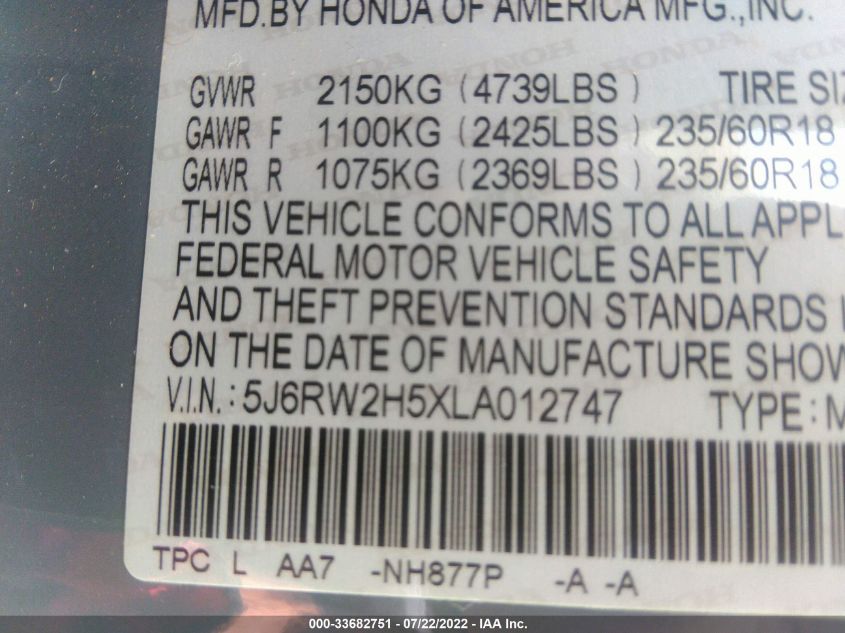 MFD.BY HONDA OF AMERICA MFG.,INC.
GVWR 2150KG (4739LBS) TIRE SIZ
GAWR F 1100KG (2425LBS) 235/60R18
GAWR R 1075KG (2369LBS) 235/60R18
THIS VEHICLE CONFORMS TO ALL APPL
FEDERAL MOTOR VEHICLE SAFETY
AND THEFT PREVENTION STANDARDS I
ON THE DATE OF MANUFACTURE SHOW
V.I.N.: 5J6RW2H5XLA012747 TYPE: M
TPC L AA7 -NH877P -A -A
000-33682751 - 07/22/2022 - IAA Inc.